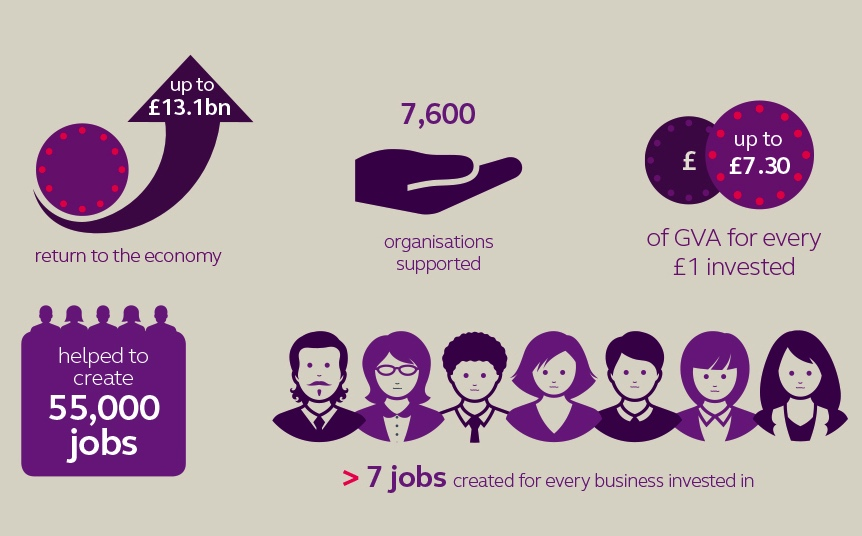 up to
£13.1bn
return to the economy
7,600
organisations
supported
£
up to
£7.30
of GVA for every
£1 invested
helped to
create
55,000
jobs
> 7 jobs created for every business invested in